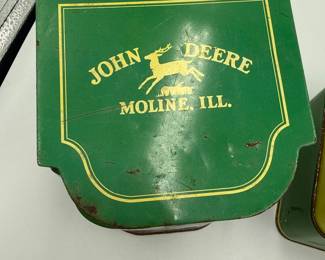 JOHN DEERE
MOLINE, ILL.